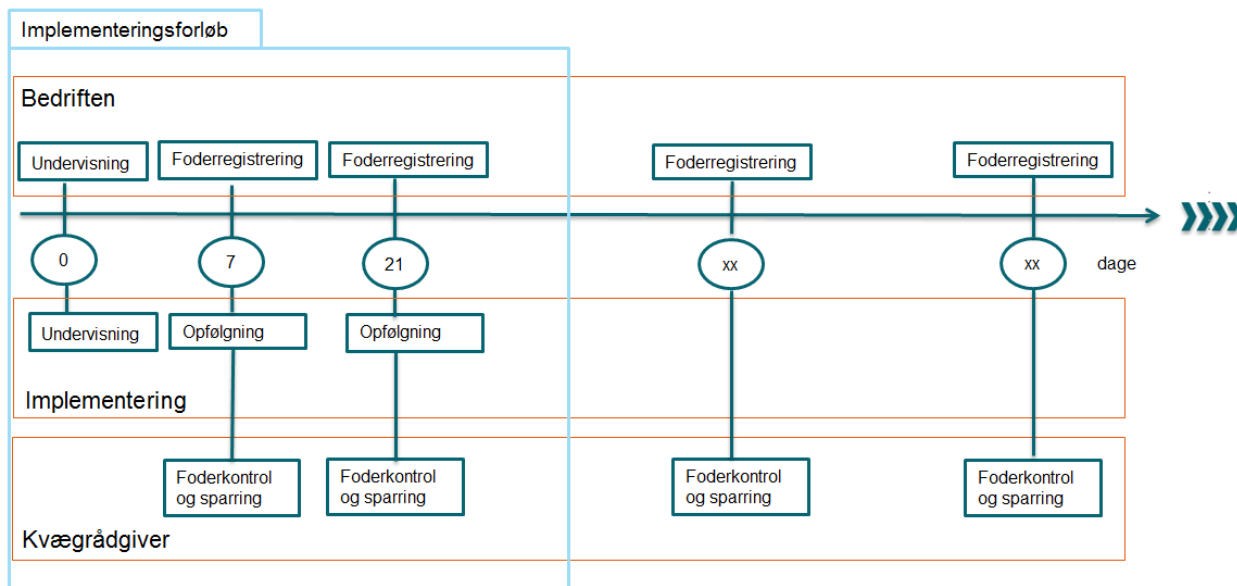 Implementeringsforløb
Bedriften
Undervisning
Foderregistrering
Foderregistrering
Foderregistrering
Foderregistrering
0
7
21
xx
xx
dage
Undervisning
Opfølgning
Opfølgning
Implementering
Foderkontrol
og sparring
Foderkontrol
og sparring
Foderkontrol
og sparring
Foderkontrol
og sparring
Kvægrådgiver